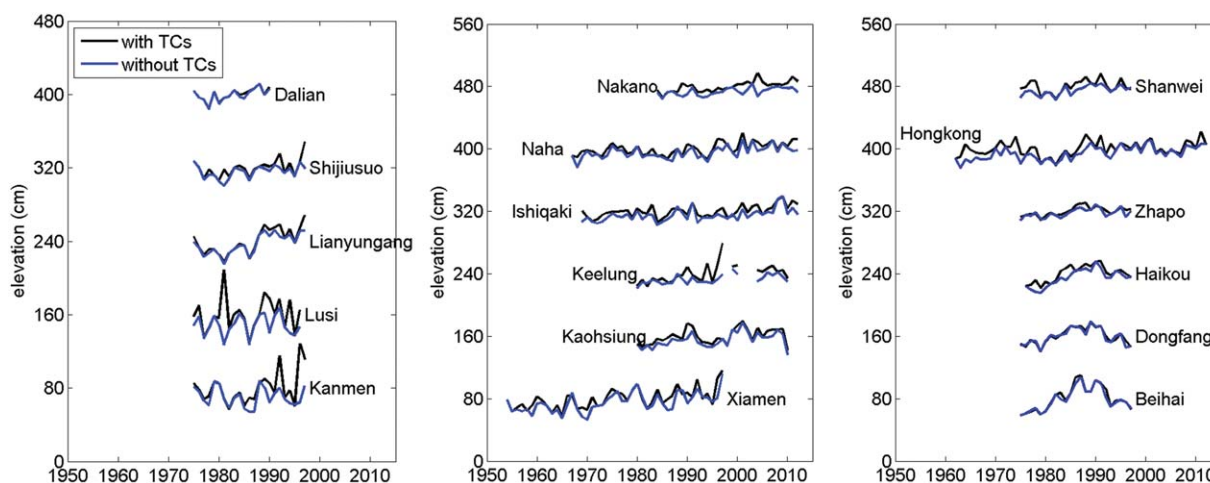 with TCs
without TCs
elevation (cm)
480
400
320
240
160
80
0
Dalian
Shijiusuo
Lianyungang
Lusi
Kanmen
1950 1960 1970 1980 1990 2000 2010
elevation (cm)
560
480
400
320
240
160
80
0
Nakano
Naha
Ishiqaki
Keelung
Kaohsiung
Xiamen
1950 1960 1970 1980 1990 2000 2010
elevation (cm)
560
480
400
320
240
160
80
0
Shanwei
Hongkong
Zhapo
Haikou
Dongfang
Beihai
1950 1960 1970 1980 1990 2000 2010